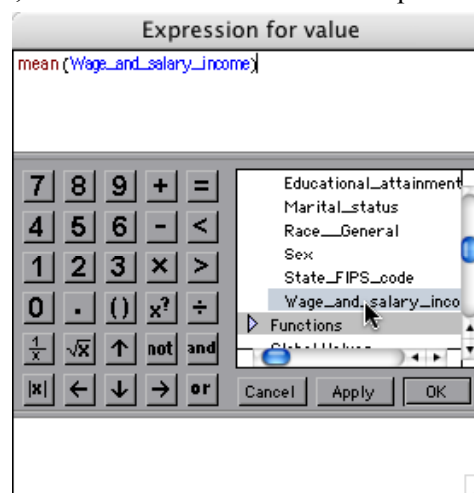 Expression for value
mean (Wage_and_salary_income)
7 8 9 + =
4 5 6 - <
1 2 3 × >
0 . () x? ÷
1/x √x ↑ not and
|x| ← ↓ → or
Educational_attainment
Marital_status
Race__General
Sex
State_FIPS_code
Wage_and_salary_inco
Functions
Cancel Apply OK